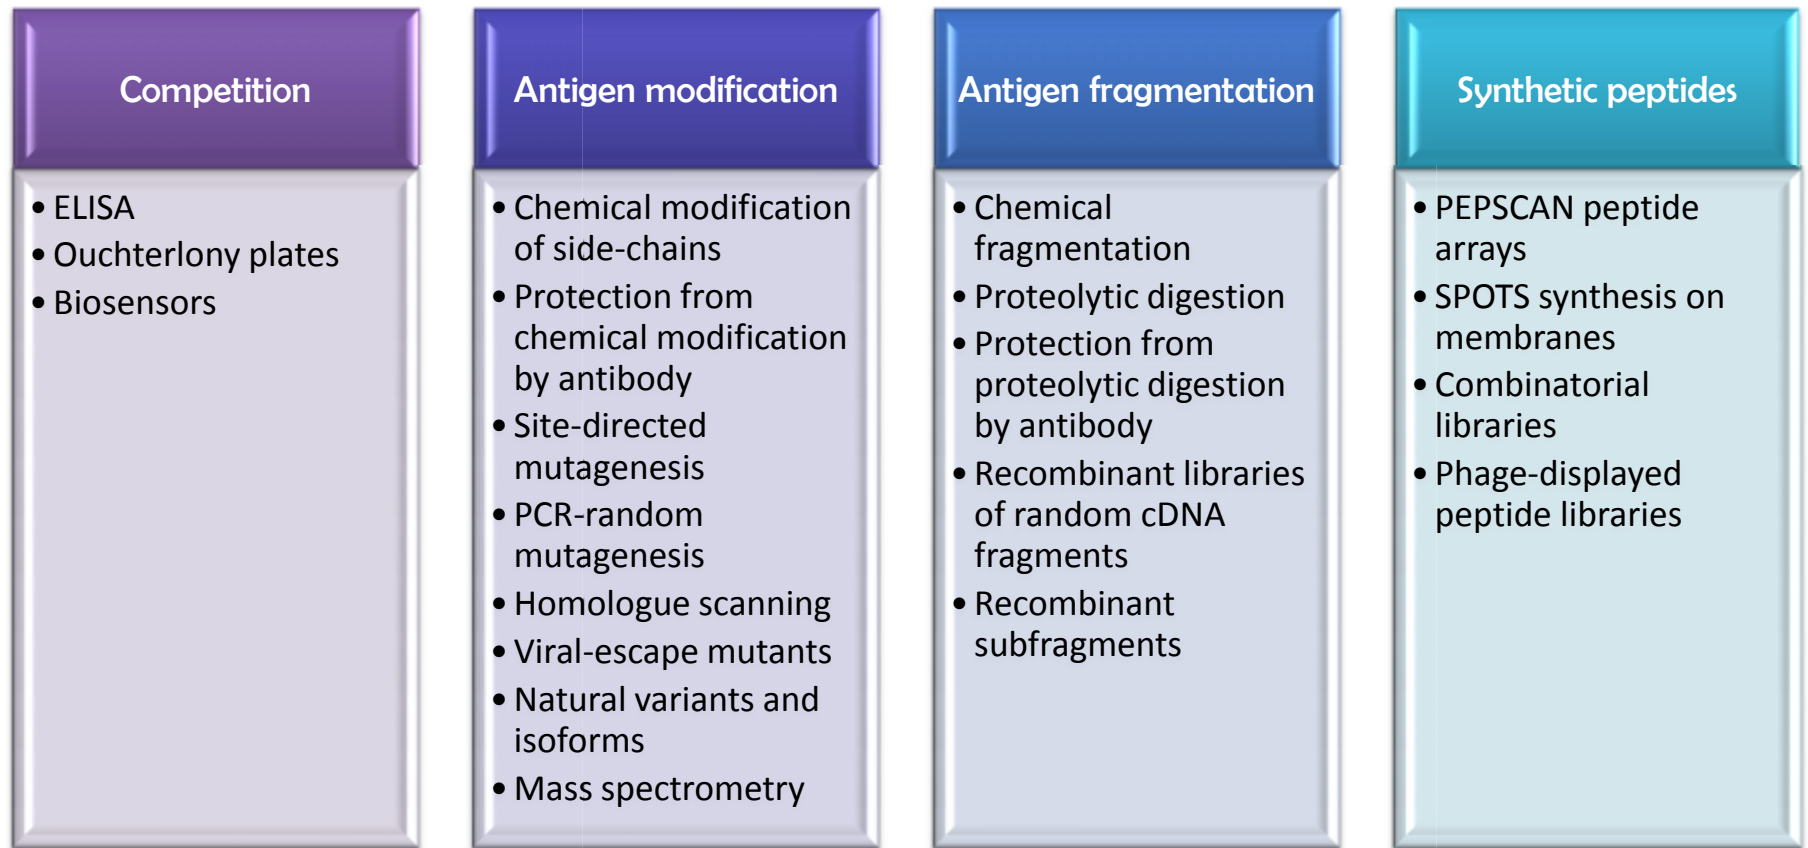 Competition
• ELISA
• Ouchterlony plates
• Biosensors
Antigen modification
• Chemical modification
of side-chains
• Protection from
chemical modification
by antibody
• Site-directed
mutagenesis
• PCR-random
mutagenesis
• Homologue scanning
• Viral-escape mutants
• Natural variants and
isoforms
• Mass spectrometry
Antigen fragmentation
• Chemical
fragmentation
• Proteolytic digestion
• Protection from
proteolytic digestion
by antibody
• Recombinant libraries
of random cDNA
fragments
• Recombinant
subfragments
Synthetic peptides
• PEPSCAN peptide
arrays
• SPOTS synthesis on
membranes
• Combinatorial
libraries
• Phage-displayed
peptide libraries